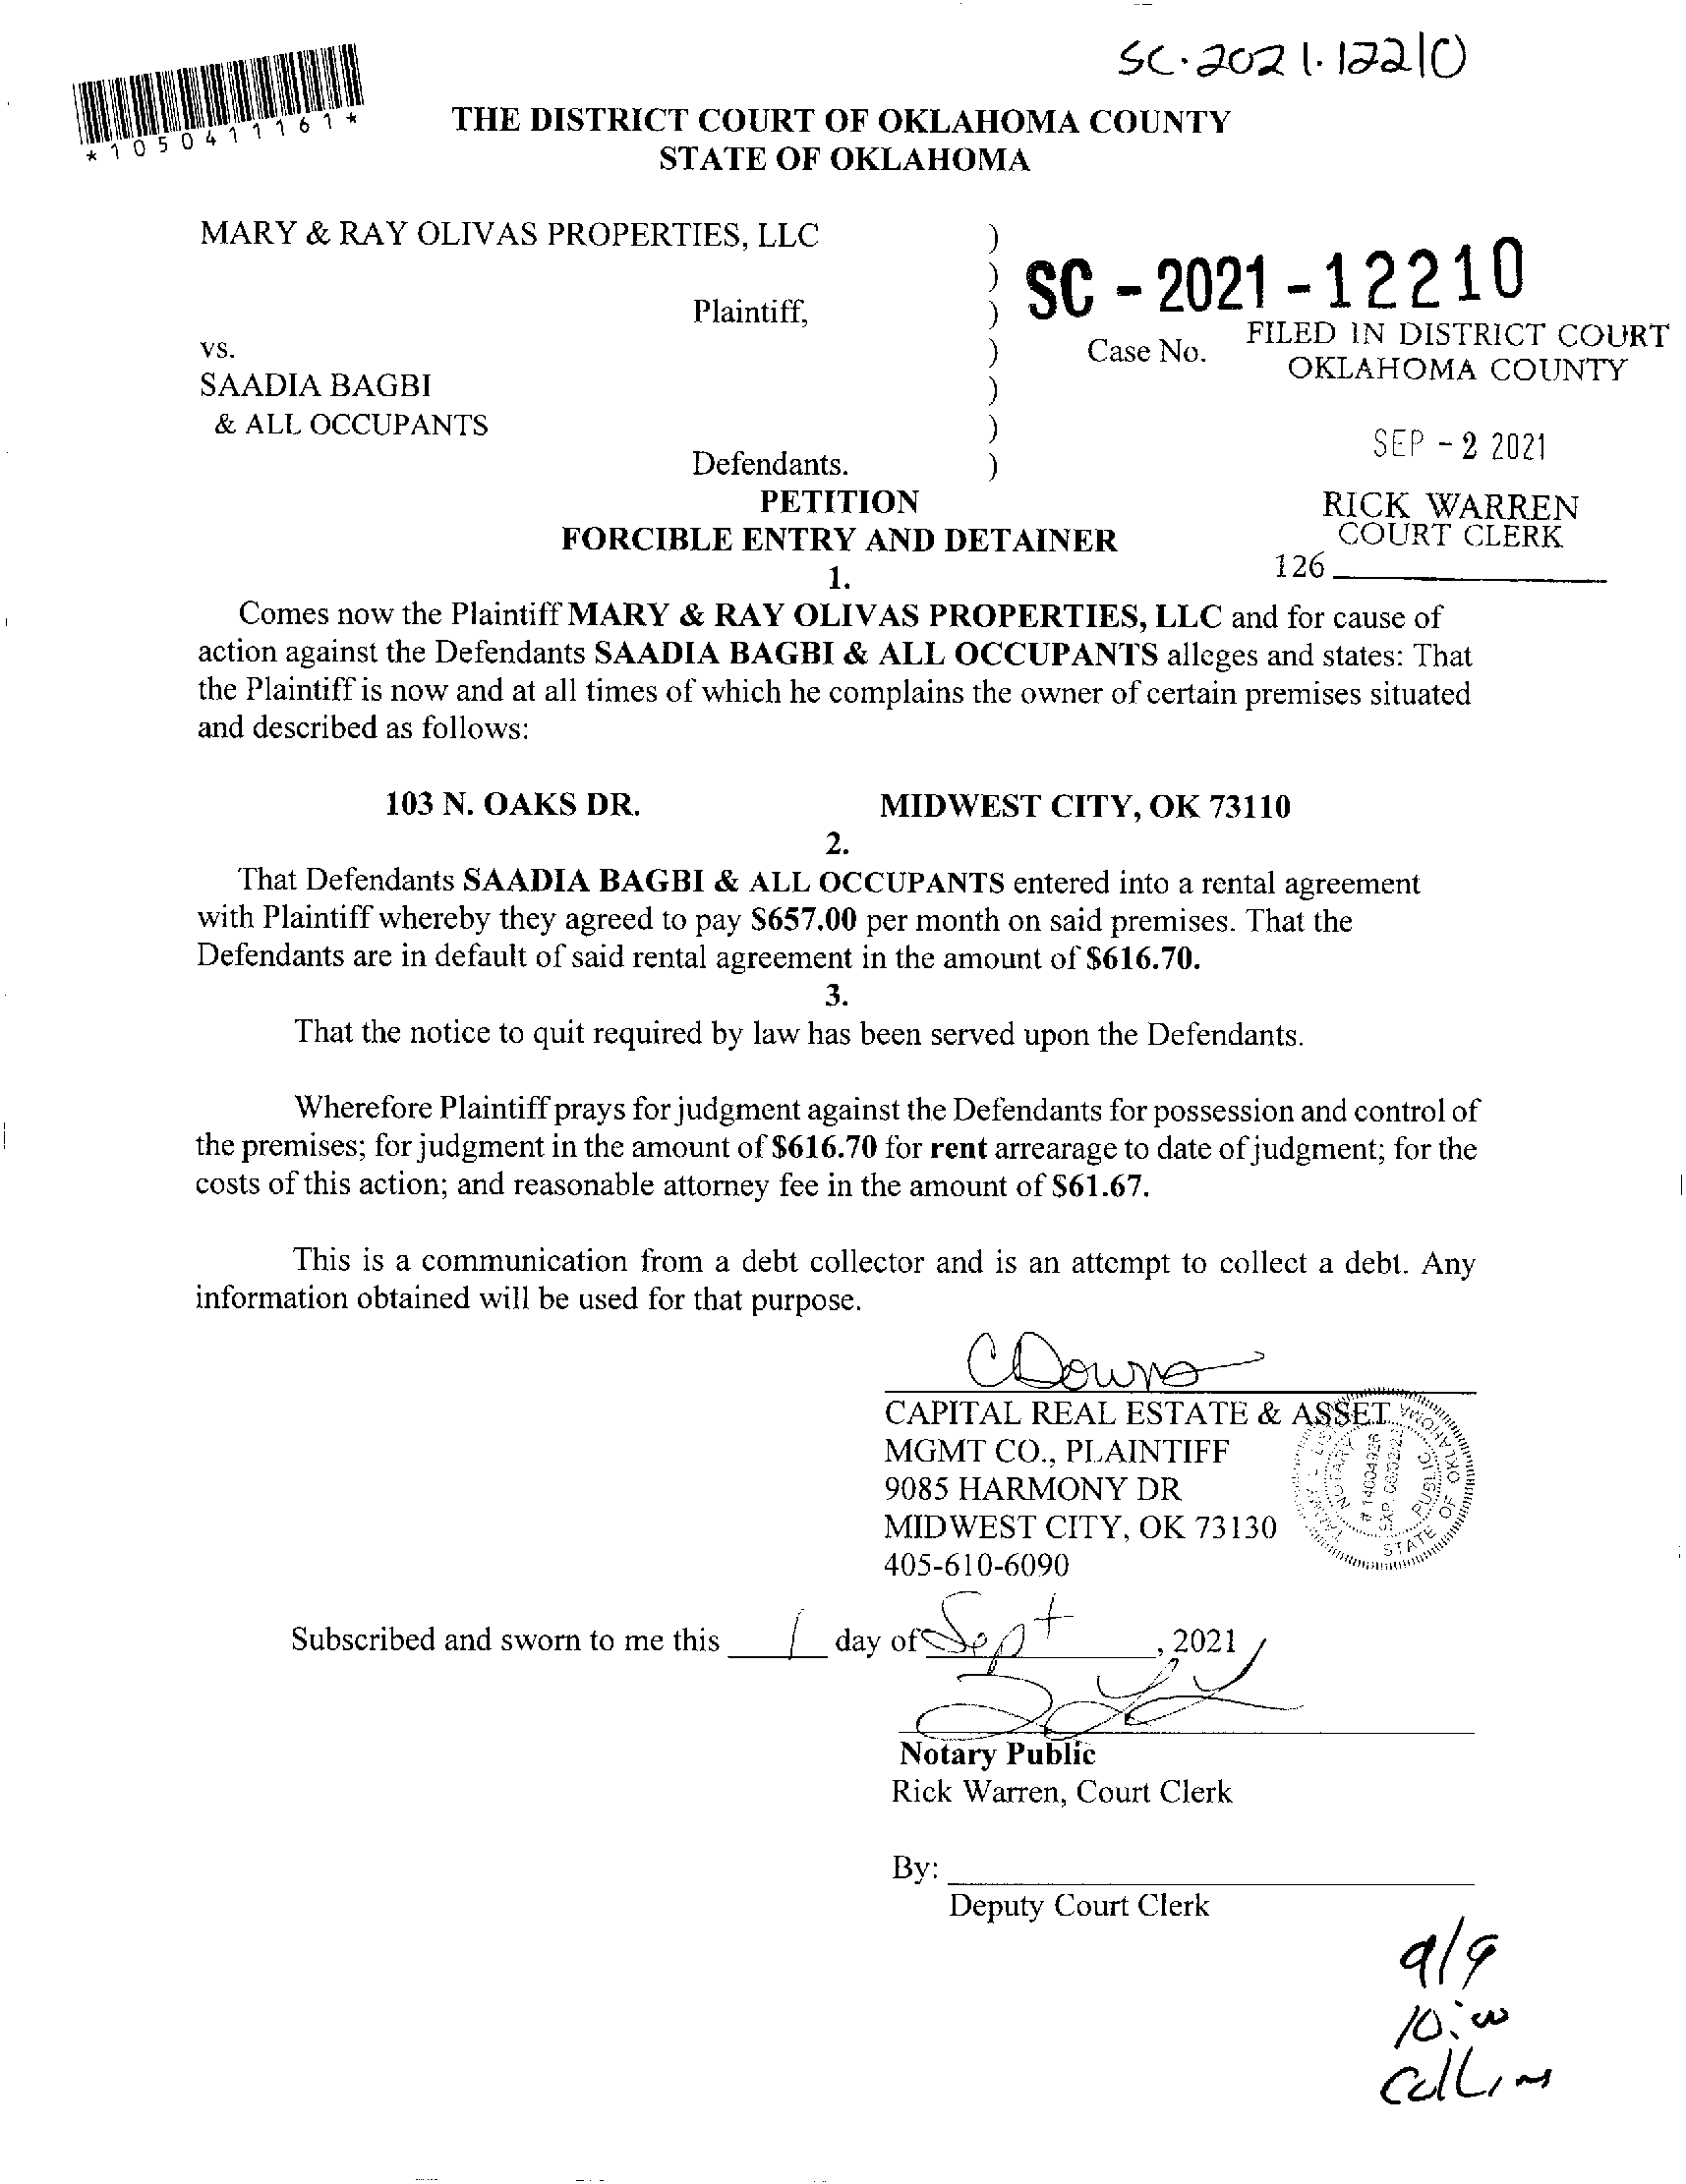 SC-2021-12210
*1050411161*
THE DISTRICT COURT OF OKLAHOMA COUNTY
STATE OF OKLAHOMA
MARY & RAY OLIVAS PROPERTIES, LLC )
)
Plaintiff, )
vs. )
SAADIA BAGBI )
& ALL OCCUPANTS )
Defendants. )
SC - 2021 - 12210
Case No.
FILED IN DISTRICT COURT
OKLAHOMA COUNTY
SEP - 2 2021
RICK WARREN
COURT CLERK
126
PETITION
FORCIBLE ENTRY AND DETAINER
1.
Comes now the Plaintiff MARY & RAY OLIVAS PROPERTIES, LLC and for cause of
action against the Defendants SAADIA BAGBI & ALL OCCUPANTS alleges and states: That
the Plaintiff is now and at all times of which he complains the owner of certain premises situated
and described as follows:
103 N. OAKS DR. MIDWEST CITY, OK 73110
2.
That Defendants SAADIA BAGBI & ALL OCCUPANTS entered into a rental agreement
with Plaintiff whereby they agreed to pay $657.00 per month on said premises. That the
Defendants are in default of said rental agreement in the amount of $616.70.
3.
That the notice to quit required by law has been served upon the Defendants.
Wherefore Plaintiff prays for judgment against the Defendants for possession and control of
the premises; for judgment in the amount of $616.70 for rent arrearage to date of judgment; for the
costs of this action; and reasonable attorney fee in the amount of $61.67.
This is a communication from a debt collector and is an attempt to collect a debt. Any
information obtained will be used for that purpose.
CDowns
CAPITAL REAL ESTATE & ASSET
MGMT CO., PLAINTIFF
9085 HARMONY DR
MIDWEST CITY, OK 73130
405-610-6090
NOTARY
# 14004928
PUBLIC
STATE OF OKLAHOMA
Subscribed and sworn to me this 1 day of Sept, 2021
Notary Public
Rick Warren, Court Clerk
By:
Deputy Court Clerk
9/9
10:00
Collins